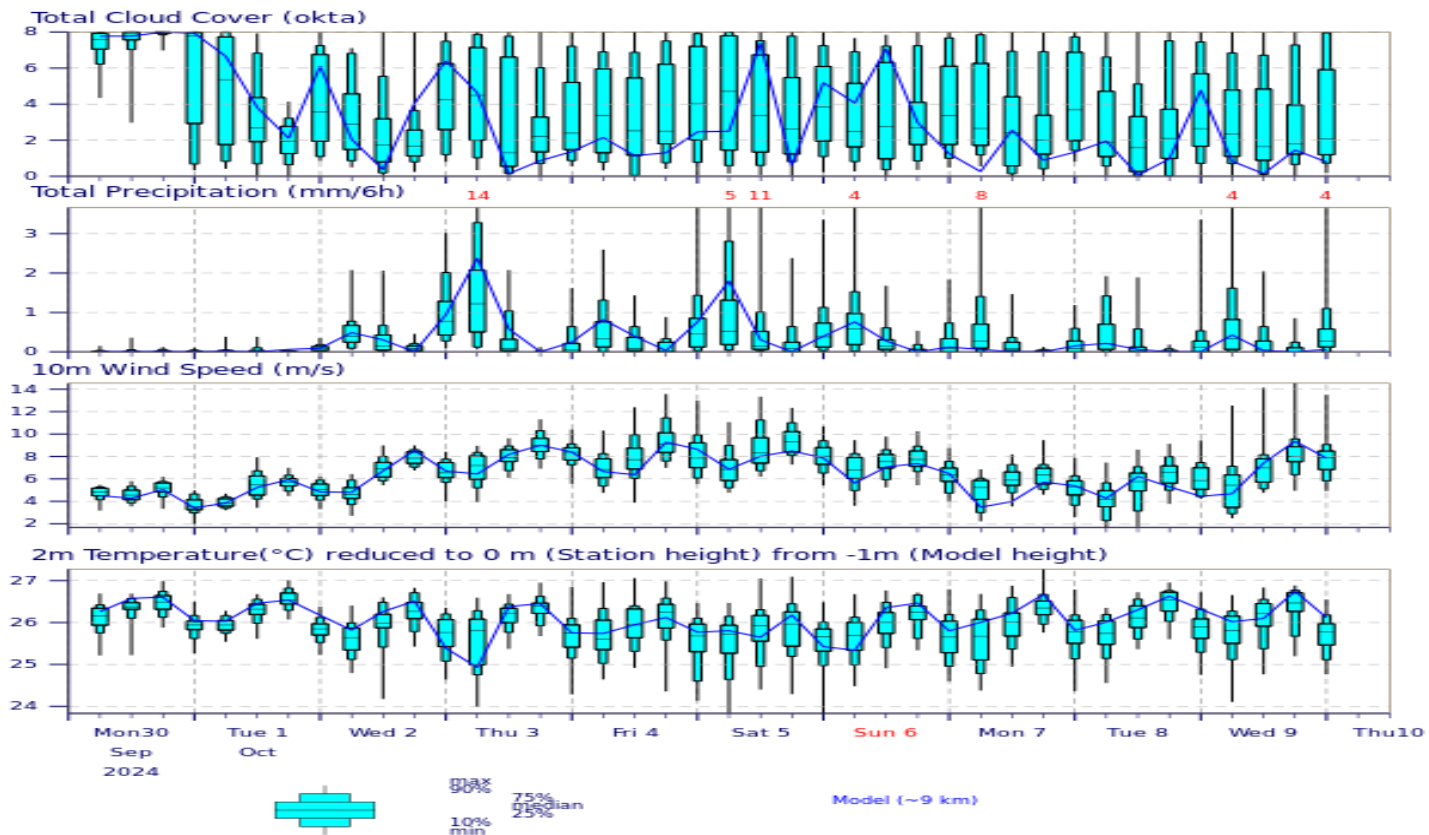 Total Cloud Cover (okta)
8
6
4
2
0
Total Precipitation (mm/6h)
14 5 11 4 8 4 4
3
2
1
0
10m Wind Speed (m/s)
14
12
10
8
6
4
2
2m Temperature(°C) reduced to 0 m (Station height) from -1m (Model height)
27
26
25
24
Mon30 Tue 1 Wed 2 Thu 3 Fri 4 Sat 5 Sun 6 Mon 7 Tue 8 Wed 9 Thu10
Sep Oct
2024
max
90%
75%
median
25%
10%
min
Model (~9 km)